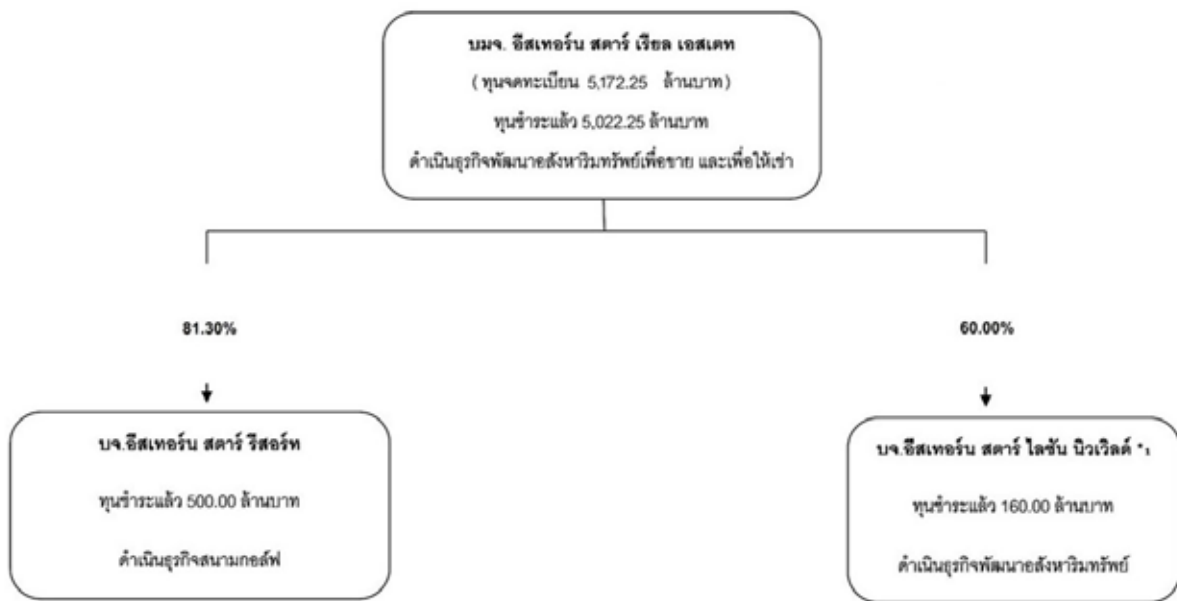 บมจ. อีสเทอร์น สตาร์ เรียล เอสเตท
( ทุนจดทะเบียน 5,172.25 ล้านบาท )
ทุนชำระแล้ว 5,022.25 ล้านบาท
ดำเนินธุรกิจพัฒนาอสังหาริมทรัพย์เพื่อขาย และเพื่อให้เช่า
81.30%
60.00%
บจ.อีสเทอร์น สตาร์ รีสอร์ท
ทุนชำระแล้ว 500.00 ล้านบาท
ดำเนินธุรกิจสนามกอล์ฟ
บจ.อีสเทอร์น สตาร์ ไลซัน นิวเวิลด์ *1
ทุนชำระแล้ว 160.00 ล้านบาท
ดำเนินธุรกิจพัฒนาอสังหาริมทรัพย์